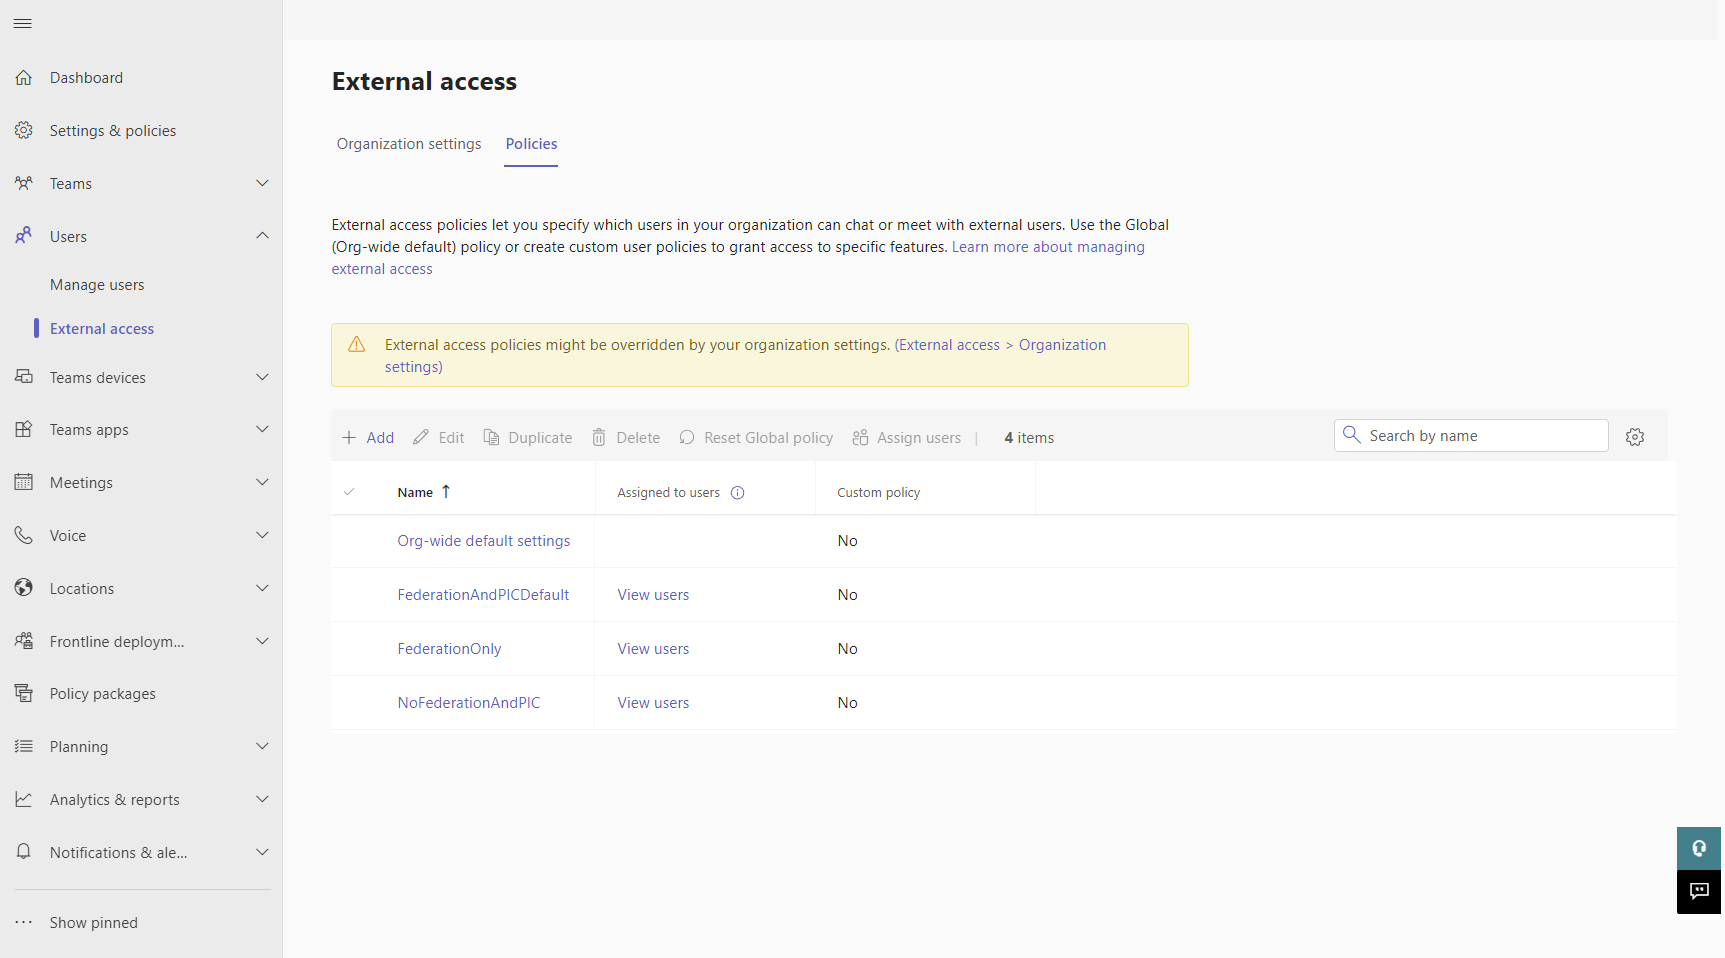 Dashboard
Settings & policies
Teams
Users
Manage users
External access
Teams devices
Teams apps
Meetings
Voice
Locations
Frontline deploym...
Policy packages
Planning
Analytics & reports
Notifications & ale...
Show pinned
External access
Organization settings
Policies
External access policies let you specify which users in your organization can chat or meet with external users. Use the Global
(Org-wide default) policy or create custom user policies to grant access to specific features. Learn more about managing
external access
External access policies might be overridden by your organization settings. (External access > Organization
settings)
Add Edit Duplicate Delete Reset Global policy Assign users | 4 items Search by name
Name ↑ Assigned to users Custom policy
Org-wide default settings No
FederationAndPICDefault View users No
FederationOnly View users No
NoFederationAndPIC View users No